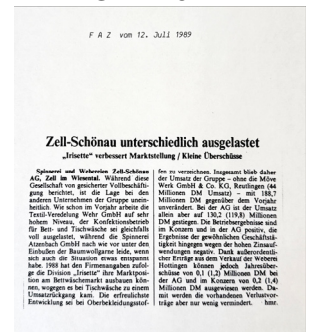 F A Z vom 12. Juli 1989
Zell-Schönau unterschiedlich ausgelastet
„Irisette“ verbessert Marktstellung / Kleine Überschüsse
Spinnerei und Webereien Zell-Schönau
AG, Zell im Wiesental. Während diese
Gesellschaft von gesicherter Vollbeschäfti-
gung berichtet, ist die Lage bei den
anderen Unternehmen der Gruppe unein-
heitlich. Wie schon im Vorjahr arbeite die
Textil-Veredelung Wehr GmbH auf sehr
hohem Niveau, der Konfektionsbetrieb
für Bett- und Tischwäsche sei gleichfalls
voll ausgelastet, während die Spinnerei
Atzenbach GmbH nach wie vor unter den
Einbußen der Baumwollgarne leide, wenn
sich auch die Situation etwas entspannt
habe. 1988 hat den Firmenangaben zufol-
ge die Division „Irisette“ ihre Marktposi-
tion am Bettwäschemarkt ausbauen kön-
nen, wogegen es bei Tischwäsche zu einem
Umsatzrückgang kam. Die erfreulichste
Entwicklung sei bei Oberbekleidungsstof-
fen zu verzeichnen. Insgesamt blieb daher
der Umsatz der Gruppe – ohne die Möve
Werk GmbH & Co. KG, Reutlingen (44
Millionen DM Umsatz) – mit 188,7
Millionen DM gegenüber dem Vorjahr
unverändert. Bei der AG ist der Umsatz
allein aber auf 130,2 (119,8) Millionen
DM gestiegen. Die Betriebsergebnisse sind
im Konzern und in der AG positiv, die
Ergebnisse der gewöhnlichen Geschäftstä-
tigkeit hingegen wegen der hohen Zinsauf-
wendungen negativ. Dank außerordentli-
cher Erträge aus dem Verkauf der Weberei
Hottingen können jedoch Jahresüber-
schüsse von 0,1 (1,2) Millionen DM bei
der AG und im Konzern von 0,2 (1,4)
Millionen DM ausgewiesen werden. Da-
mit werden die vorhandenen Verlustvor-
träge aber nur wenig vermindert. hmr.